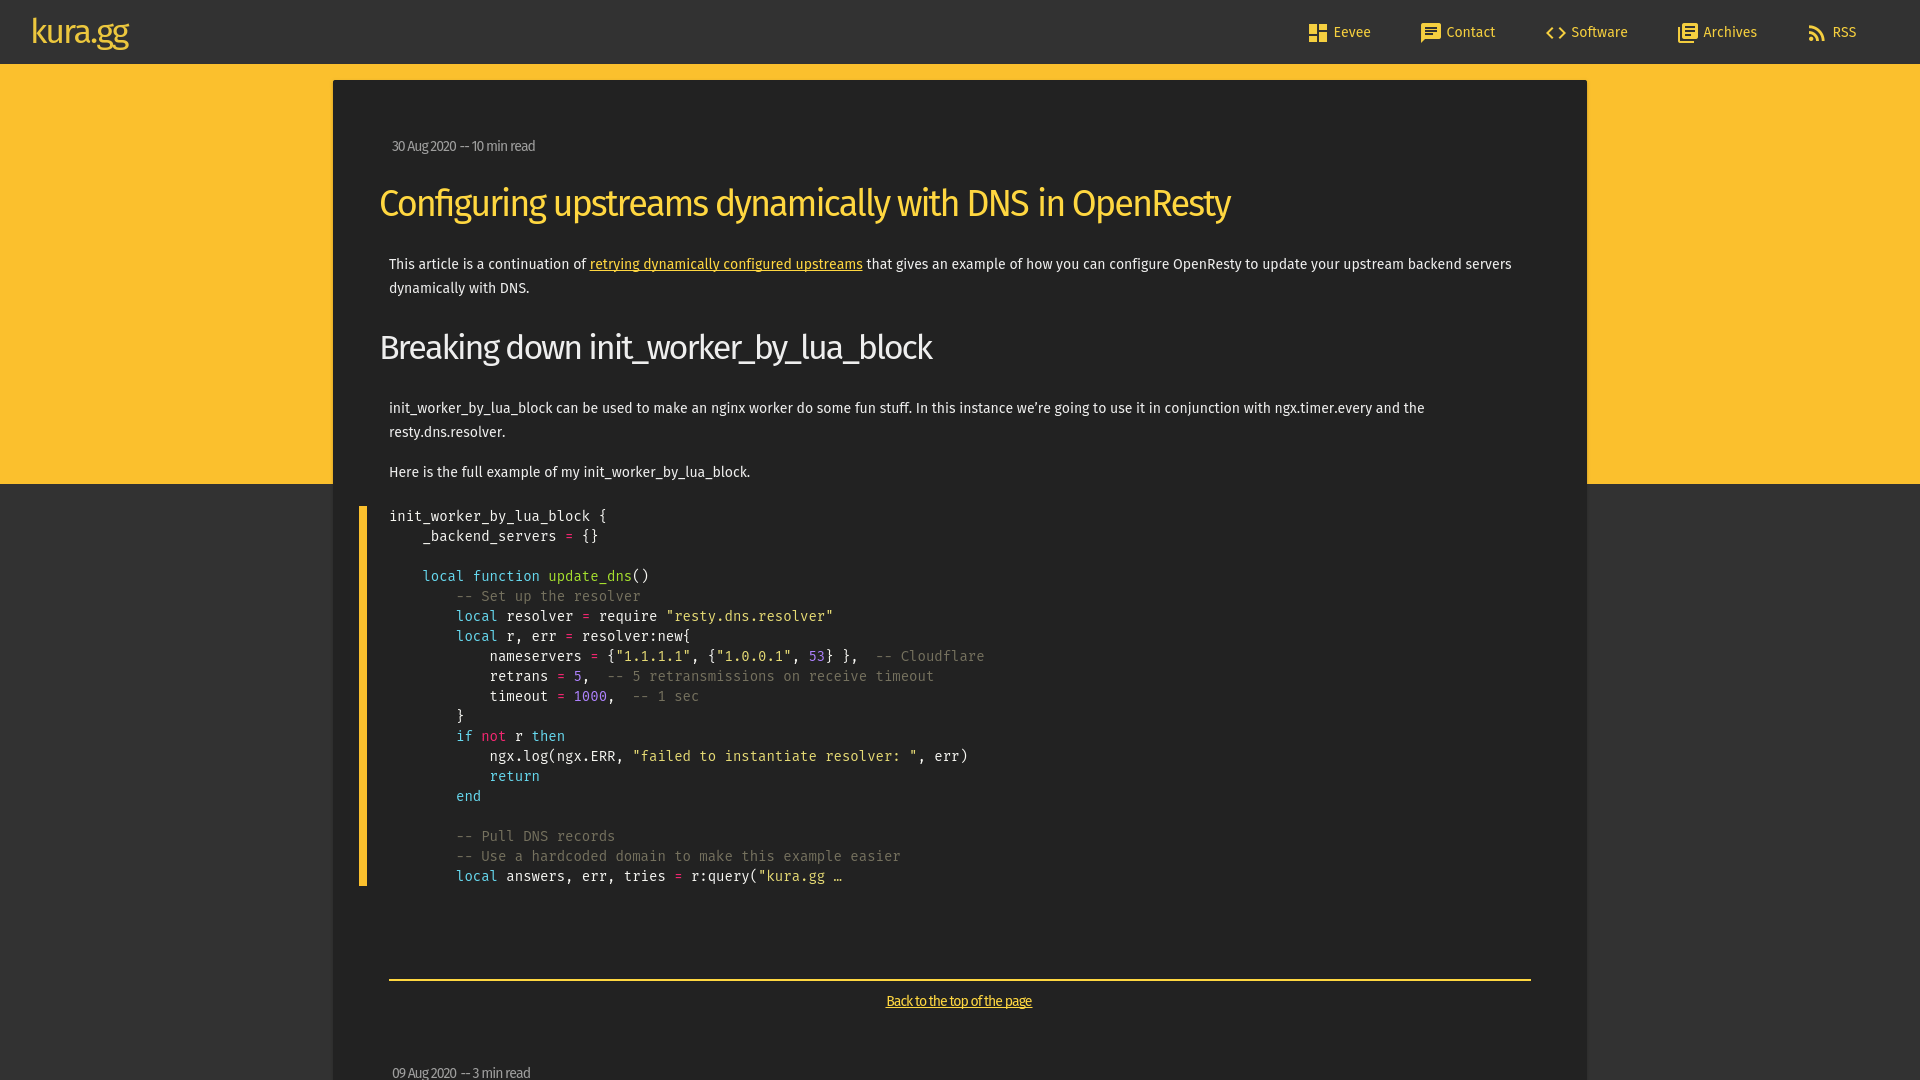 kura.gg
Eevee
Contact
Software
Archives
RSS
30 Aug 2020 -- 10 min read
Configuring upstreams dynamically with DNS in OpenResty
This article is a continuation of retrying dynamically configured upstreams that gives an example of how you can configure OpenResty to update your upstream backend servers
dynamically with DNS.
Breaking down init_worker_by_lua_block
init_worker_by_lua_block can be used to make an nginx worker do some fun stuff. In this instance we’re going to use it in conjunction with ngx.timer.every and the
resty.dns.resolver.
Here is the full example of my init_worker_by_lua_block.
init_worker_by_lua_block {
    _backend_servers = {}
    local function update_dns()
        -- Set up the resolver
        local resolver = require "resty.dns.resolver"
        local r, err = resolver:new{
            nameservers = {"1.1.1.1", {"1.0.0.1", 53} },  -- Cloudflare
            retrans = 5,  -- 5 retransmissions on receive timeout
            timeout = 1000,  -- 1 sec
        }
        if not r then
            ngx.log(ngx.ERR, "failed to instantiate resolver: ", err)
            return
        end
        -- Pull DNS records
        -- Use a hardcoded domain to make this example easier
        local answers, err, tries = r:query("kura.gg …
Back to the top of the page
09 Aug 2020 -- 3 min read